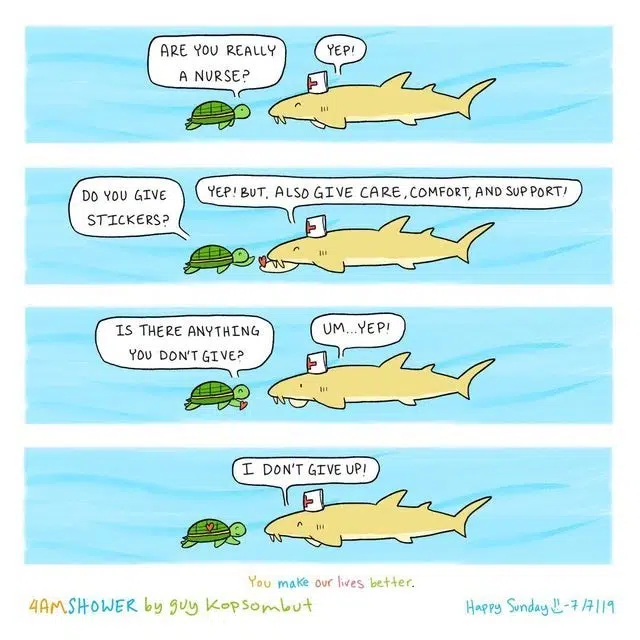 ARE YOU REALLY
A NURSE?
YEP!
DO YOU GIVE
STICKERS?
YEP! BUT, ALSO GIVE CARE, COMFORT, AND SUPPORT!
IS THERE ANYTHING
YOU DON'T GIVE?
UM...YEP!
I DON'T GIVE UP!
You make our lives better.
4AMSHOWER by guy kopsombut
Happy Sunday -7/7/19